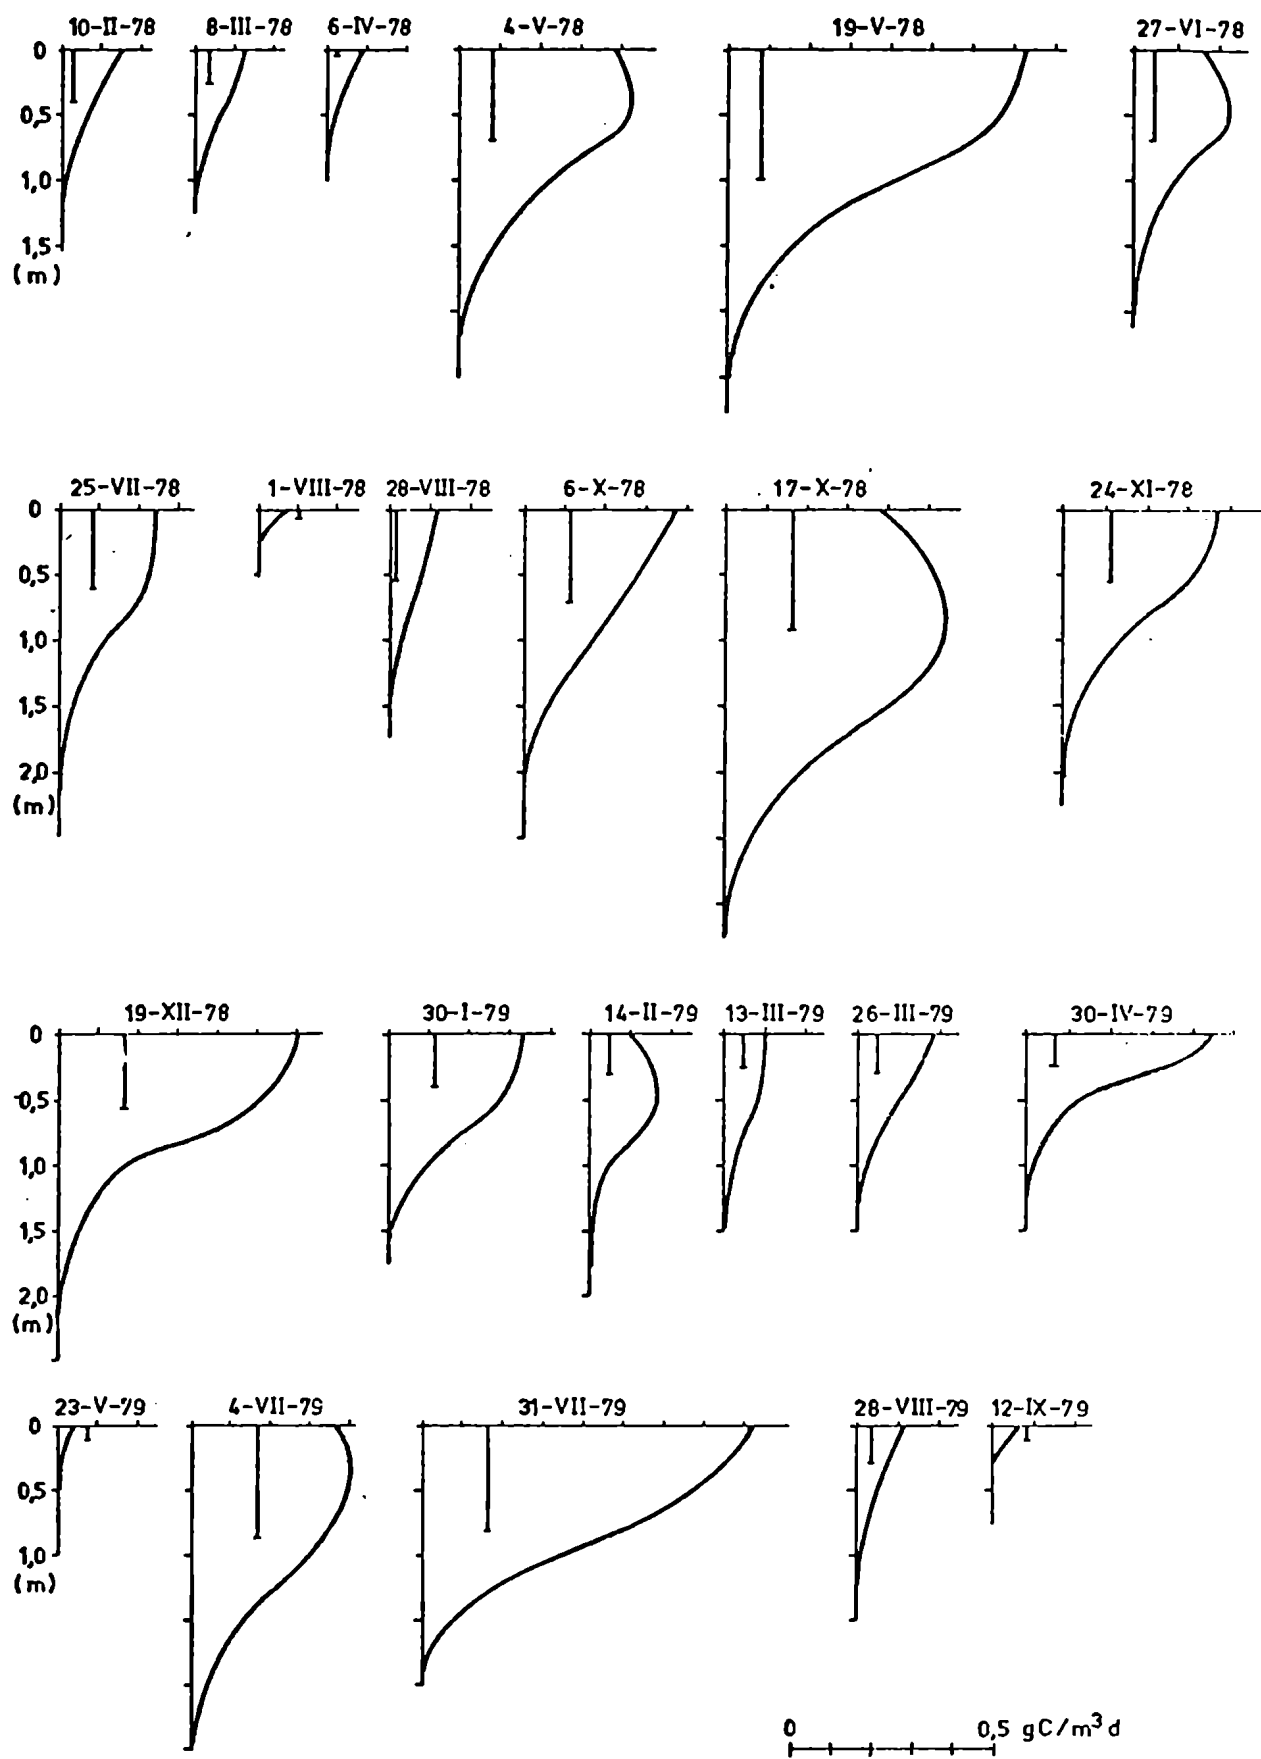 10-II-78 8-III-78 6-IV-78 4-V-78 19-V-78 27-VI-78
0
0,5
1,0
1,5
(m)
25-VII-78 1-VIII-78 28-VIII-78 6-X-78 17-X-78 24-XI-78
0
0,5
1,0
1,5
2,0
(m)
19-XII-78 30-I-79 14-II-79 13-III-79 26-III-79 30-IV-79
0
0,5
1,0
1,5
2,0
(m)
23-V-79 4-VII-79 31-VII-79 28-VIII-79 12-IX-79
0
0,5
1,0
(m)
0 0,5 gC/m³d